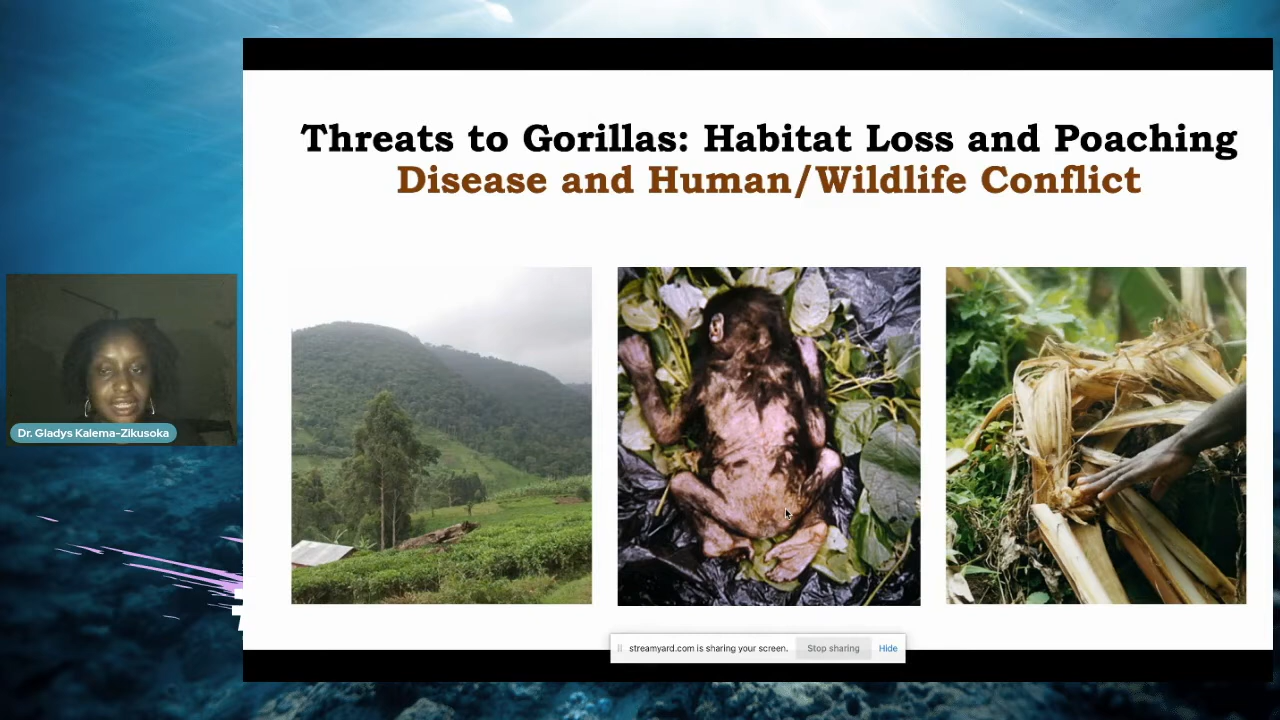 Threats to Gorillas: Habitat Loss and Poaching
Disease and Human/Wildlife Conflict
Dr. Gladys Kalema-Zikusoka
streamyard.com is sharing your screen. Stop sharing Hide